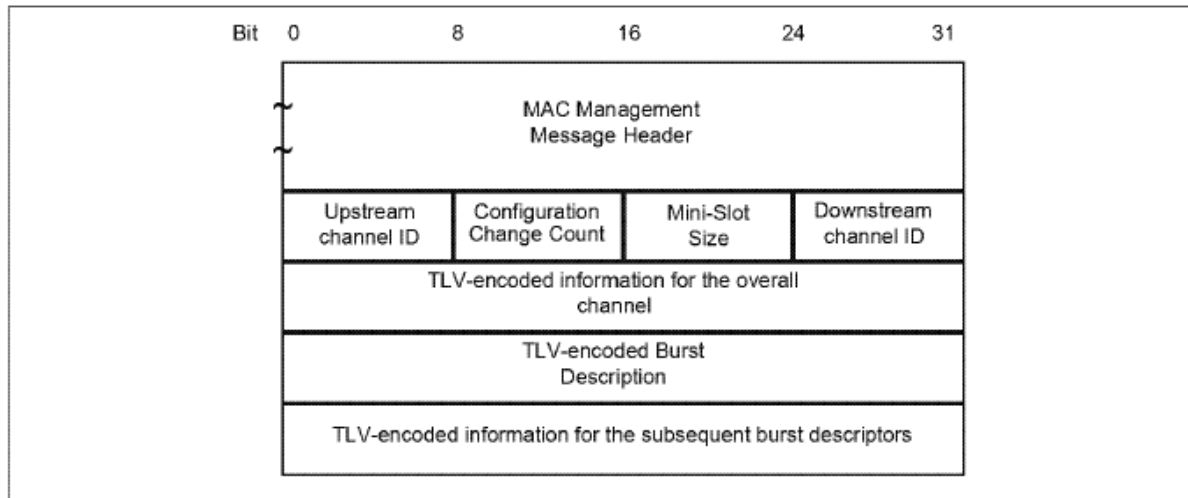 Bit 0 8 16 24 31
MAC Management
Message Header
Upstream channel ID
Configuration Change Count
Mini-Slot Size
Downstream channel ID
TLV-encoded information for the overall
channel
TLV-encoded Burst
Description
TLV-encoded information for the subsequent burst descriptors